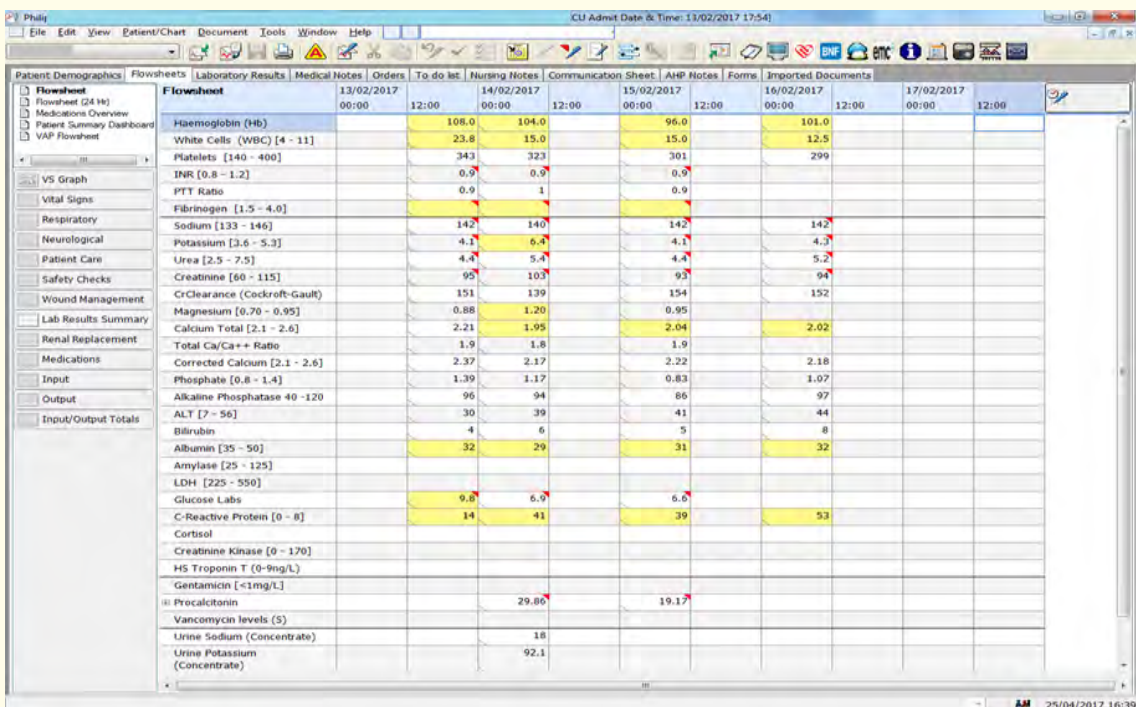 Philip CU Admit Date & Time: 13/02/2017 17:54]
File Edit View Patient/Chart Document Tools Window Help
BNF emc
Patient Demographics Flowsheets Laboratory Results Medical Notes Orders To do list Nursing Notes Communication Sheet AHP Notes Forms Imported Documents
Flowsheet
Flowsheet (24 Hr)
Medications Overview
Patient Summary Dashboard
VAP Flowsheet
VS Graph
Vital Signs
Respiratory
Neurological
Patient Care
Safety Checks
Wound Management
Lab Results Summary
Renal Replacement
Medications
Input
Output
Input/Output Totals
Flowsheet 13/02/2017 14/02/2017 15/02/2017 16/02/2017 17/02/2017
00:00 12:00 00:00 12:00 00:00 12:00 00:00 12:00 00:00 12:00
Haemoglobin (Hb) 108.0 104.0 96.0 101.0
White Cells (WBC) [4 - 11] 23.8 15.0 15.0 12.5
Platelets [140 - 400] 343 323 301 299
INR [0.8 - 1.2] 0.9 0.9 0.9
PTT Ratio 0.9 1 0.9
Fibrinogen [1.5 - 4.0]
Sodium [133 - 146] 142 140 142 142
Potassium [3.6 - 5.3] 4.1 6.4 4.1 4.3
Urea [2.5 - 7.5] 4.4 5.4 4.4 5.2
Creatinine [60 - 115] 95 103 93 94
CrClearance (Cockroft-Gault) 151 139 154 152
Magnesium [0.70 - 0.95] 0.88 1.20 0.95
Calcium Total [2.1 - 2.6] 2.21 1.95 2.04 2.02
Total Ca/Ca++ Ratio 1.9 1.8 1.9
Corrected Calcium [2.1 - 2.6] 2.37 2.17 2.22 2.18
Phosphate [0.8 - 1.4] 1.39 1.17 0.83 1.07
Alkaline Phosphatase 40 -120 96 94 86 97
ALT [7 - 56] 30 39 41 44
Bilirubin 4 6 5 8
Albumin [35 - 50] 32 29 31 32
Amylase [25 - 125]
LDH [225 - 550]
Glucose Labs 9.8 6.9 6.6
C-Reactive Protein [0 - 8] 14 41 39 53
Cortisol
Creatinine Kinase [0 - 170]
HS Troponin T (0-9ng/L)
Gentamicin [<1mg/L]
Procalcitonin 29.86 19.17
Vancomycin levels (S)
Urine Sodium (Concentrate) 18
Urine Potassium 92.1
(Concentrate)
25/04/2017 16:39